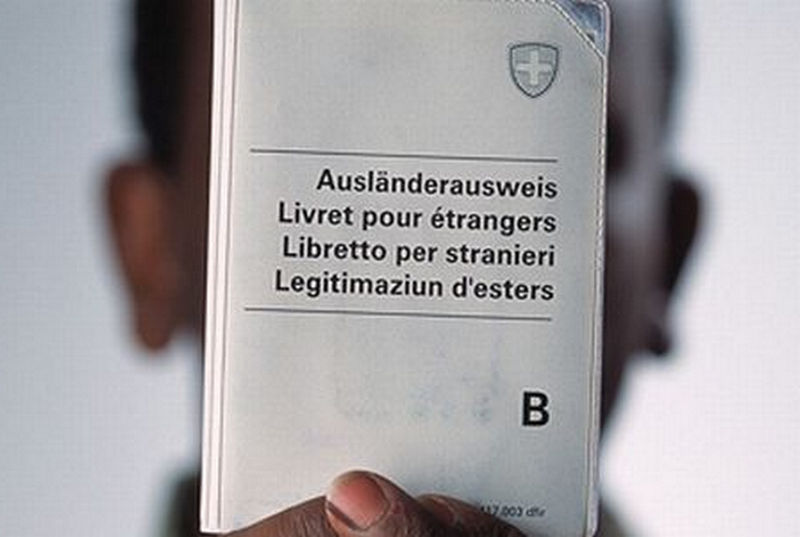 Ausländerausweis
Livret pour étrangers
Libretto per stranieri
Legitimaziun d'esters
B